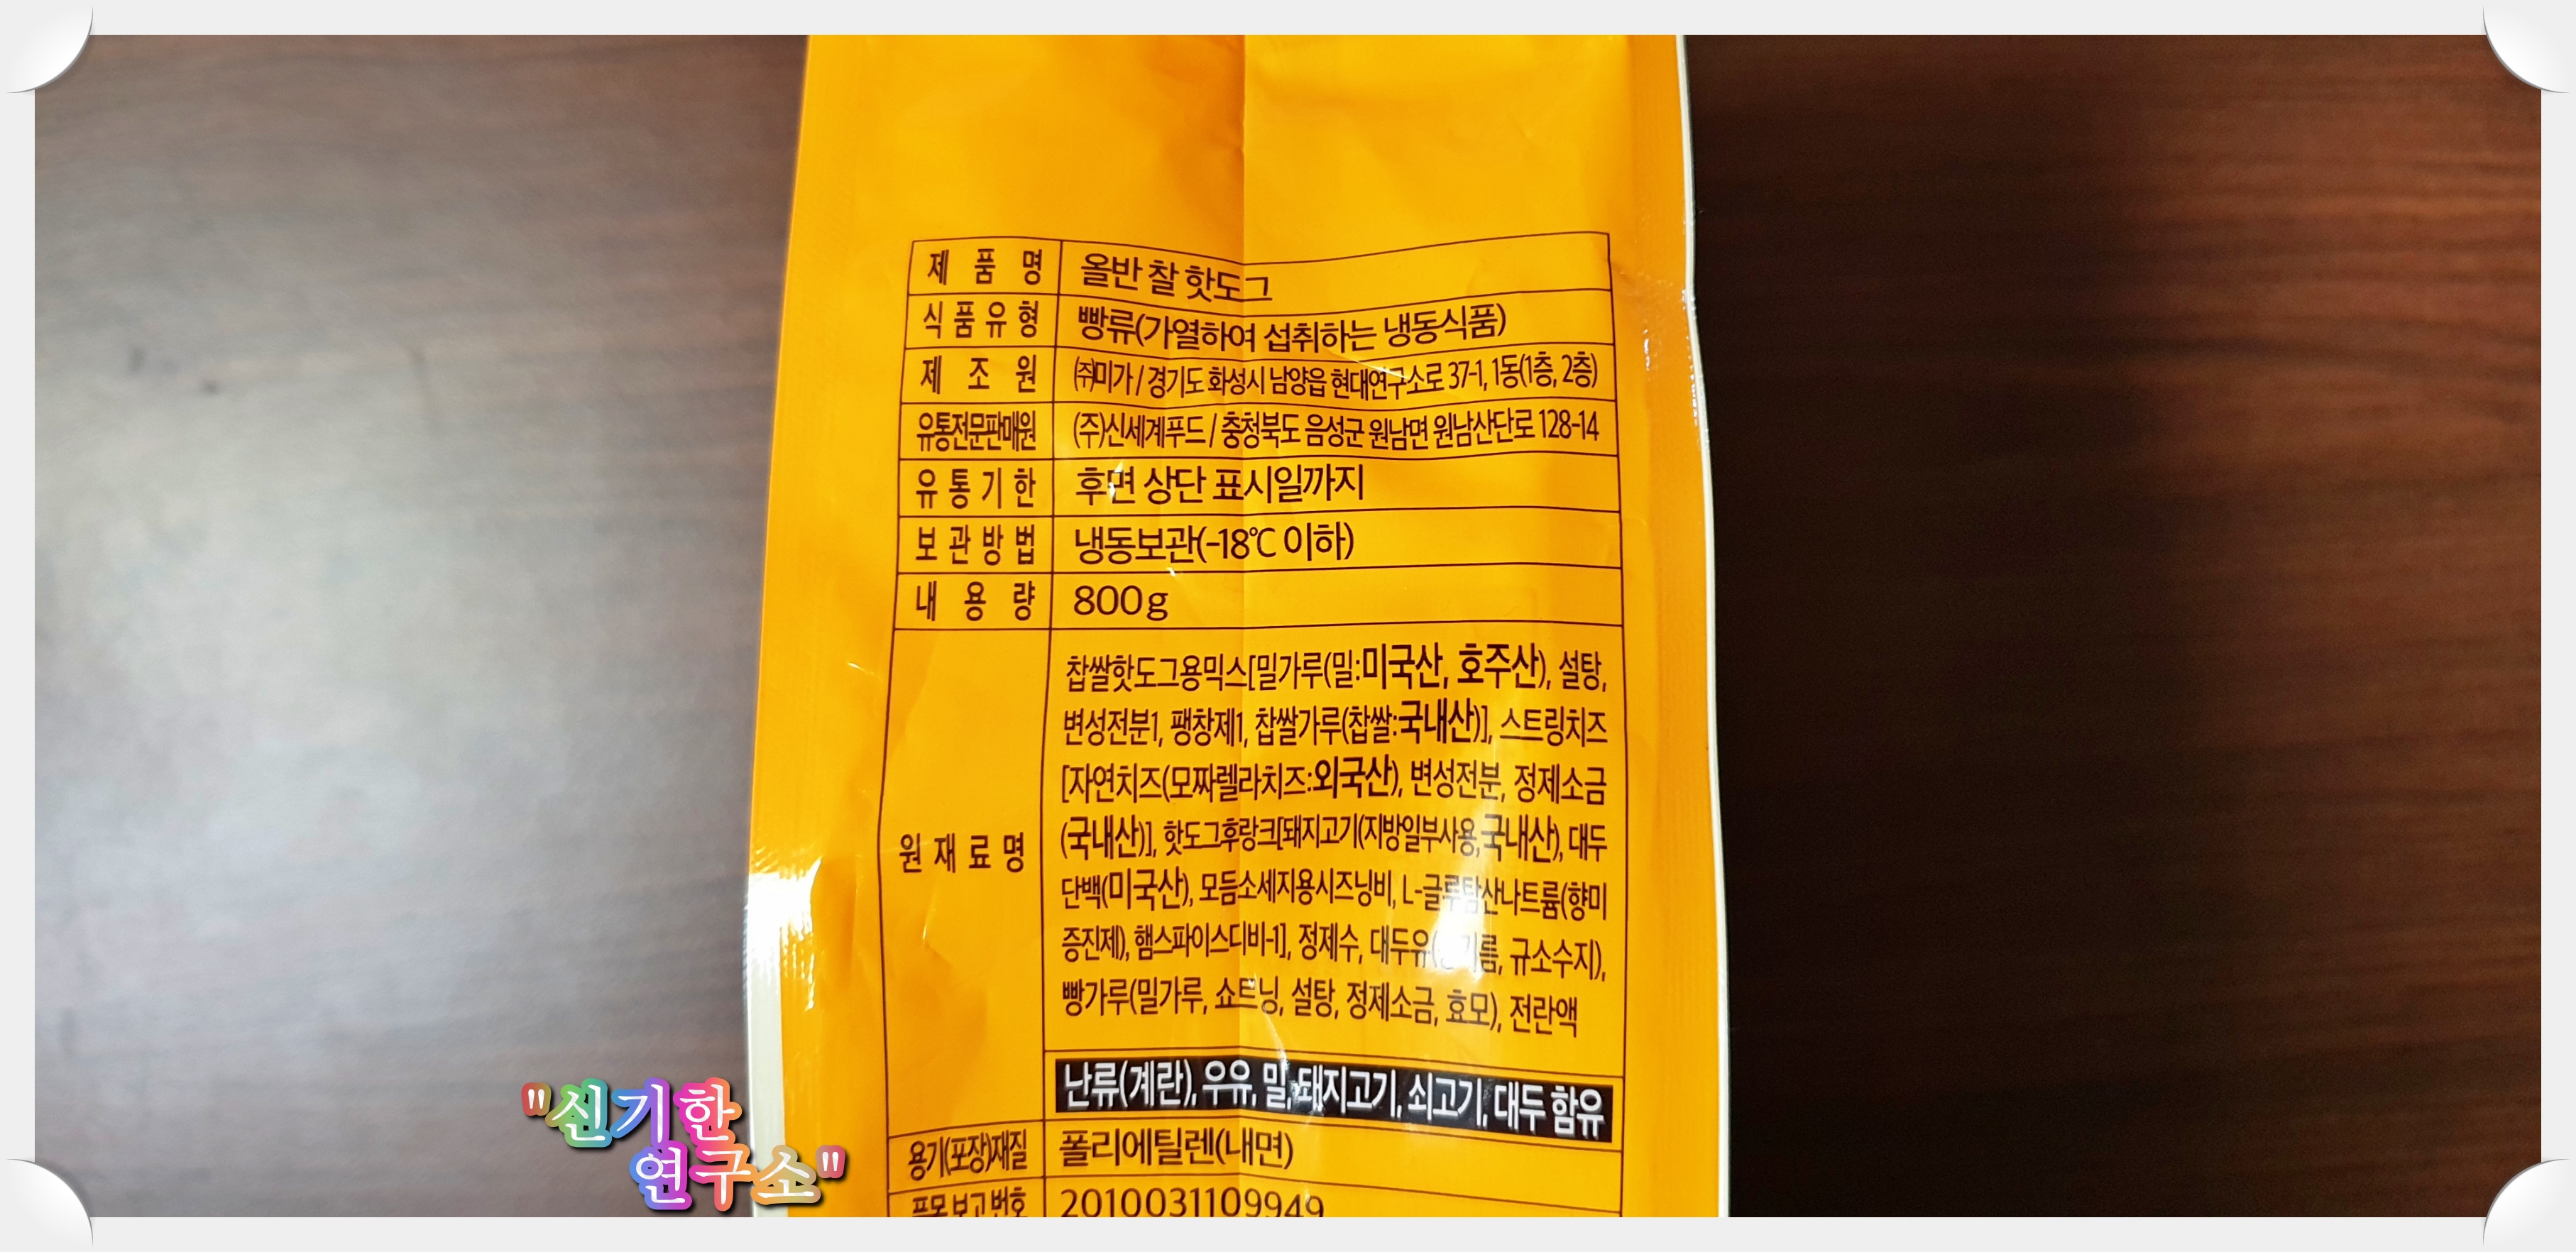 제품명 올반 찰 핫도그
식품유형 빵류(가열하여 섭취하는 냉동식품)
제조원 ㈜미가 / 경기도 화성시 남양읍 현대연구소로 37-1, 1동(1층, 2층)
유통전문판매원 (주)신세계푸드 / 충청북도 음성군 원남면 원남산단로 128-14
유통기한 후면 상단 표시일까지
보관방법 냉동보관(-18℃ 이하)
내용량 800g
원재료명
찹쌀핫도그용믹스[밀가루(밀:미국산, 호주산), 설탕,
변성전분1, 팽창제1, 찹쌀가루(찹쌀:국내산)], 스트링치즈
[자연치즈(모짜렐라치즈:외국산), 변성전분, 정제소금
(국내산)], 핫도그후랑크[돼지고기(지방일부사용,국내산), 대두
단백(미국산), 모듬소세지용시즈닝비, L-글루탐산나트륨(향미
증진제), 햄스파이스디비-1], 정제수, 대두유( 규소수지),
빵가루(밀가루, 쇼트닝, 설탕, 정제소금, 효모), 전란액
난류(계란), 우유, 밀, 돼지고기, 쇠고기, 대두 함유
용기(포장)재질 폴리에틸렌(내면)
품목보고번호 2010031109949
"신기한
연구소"